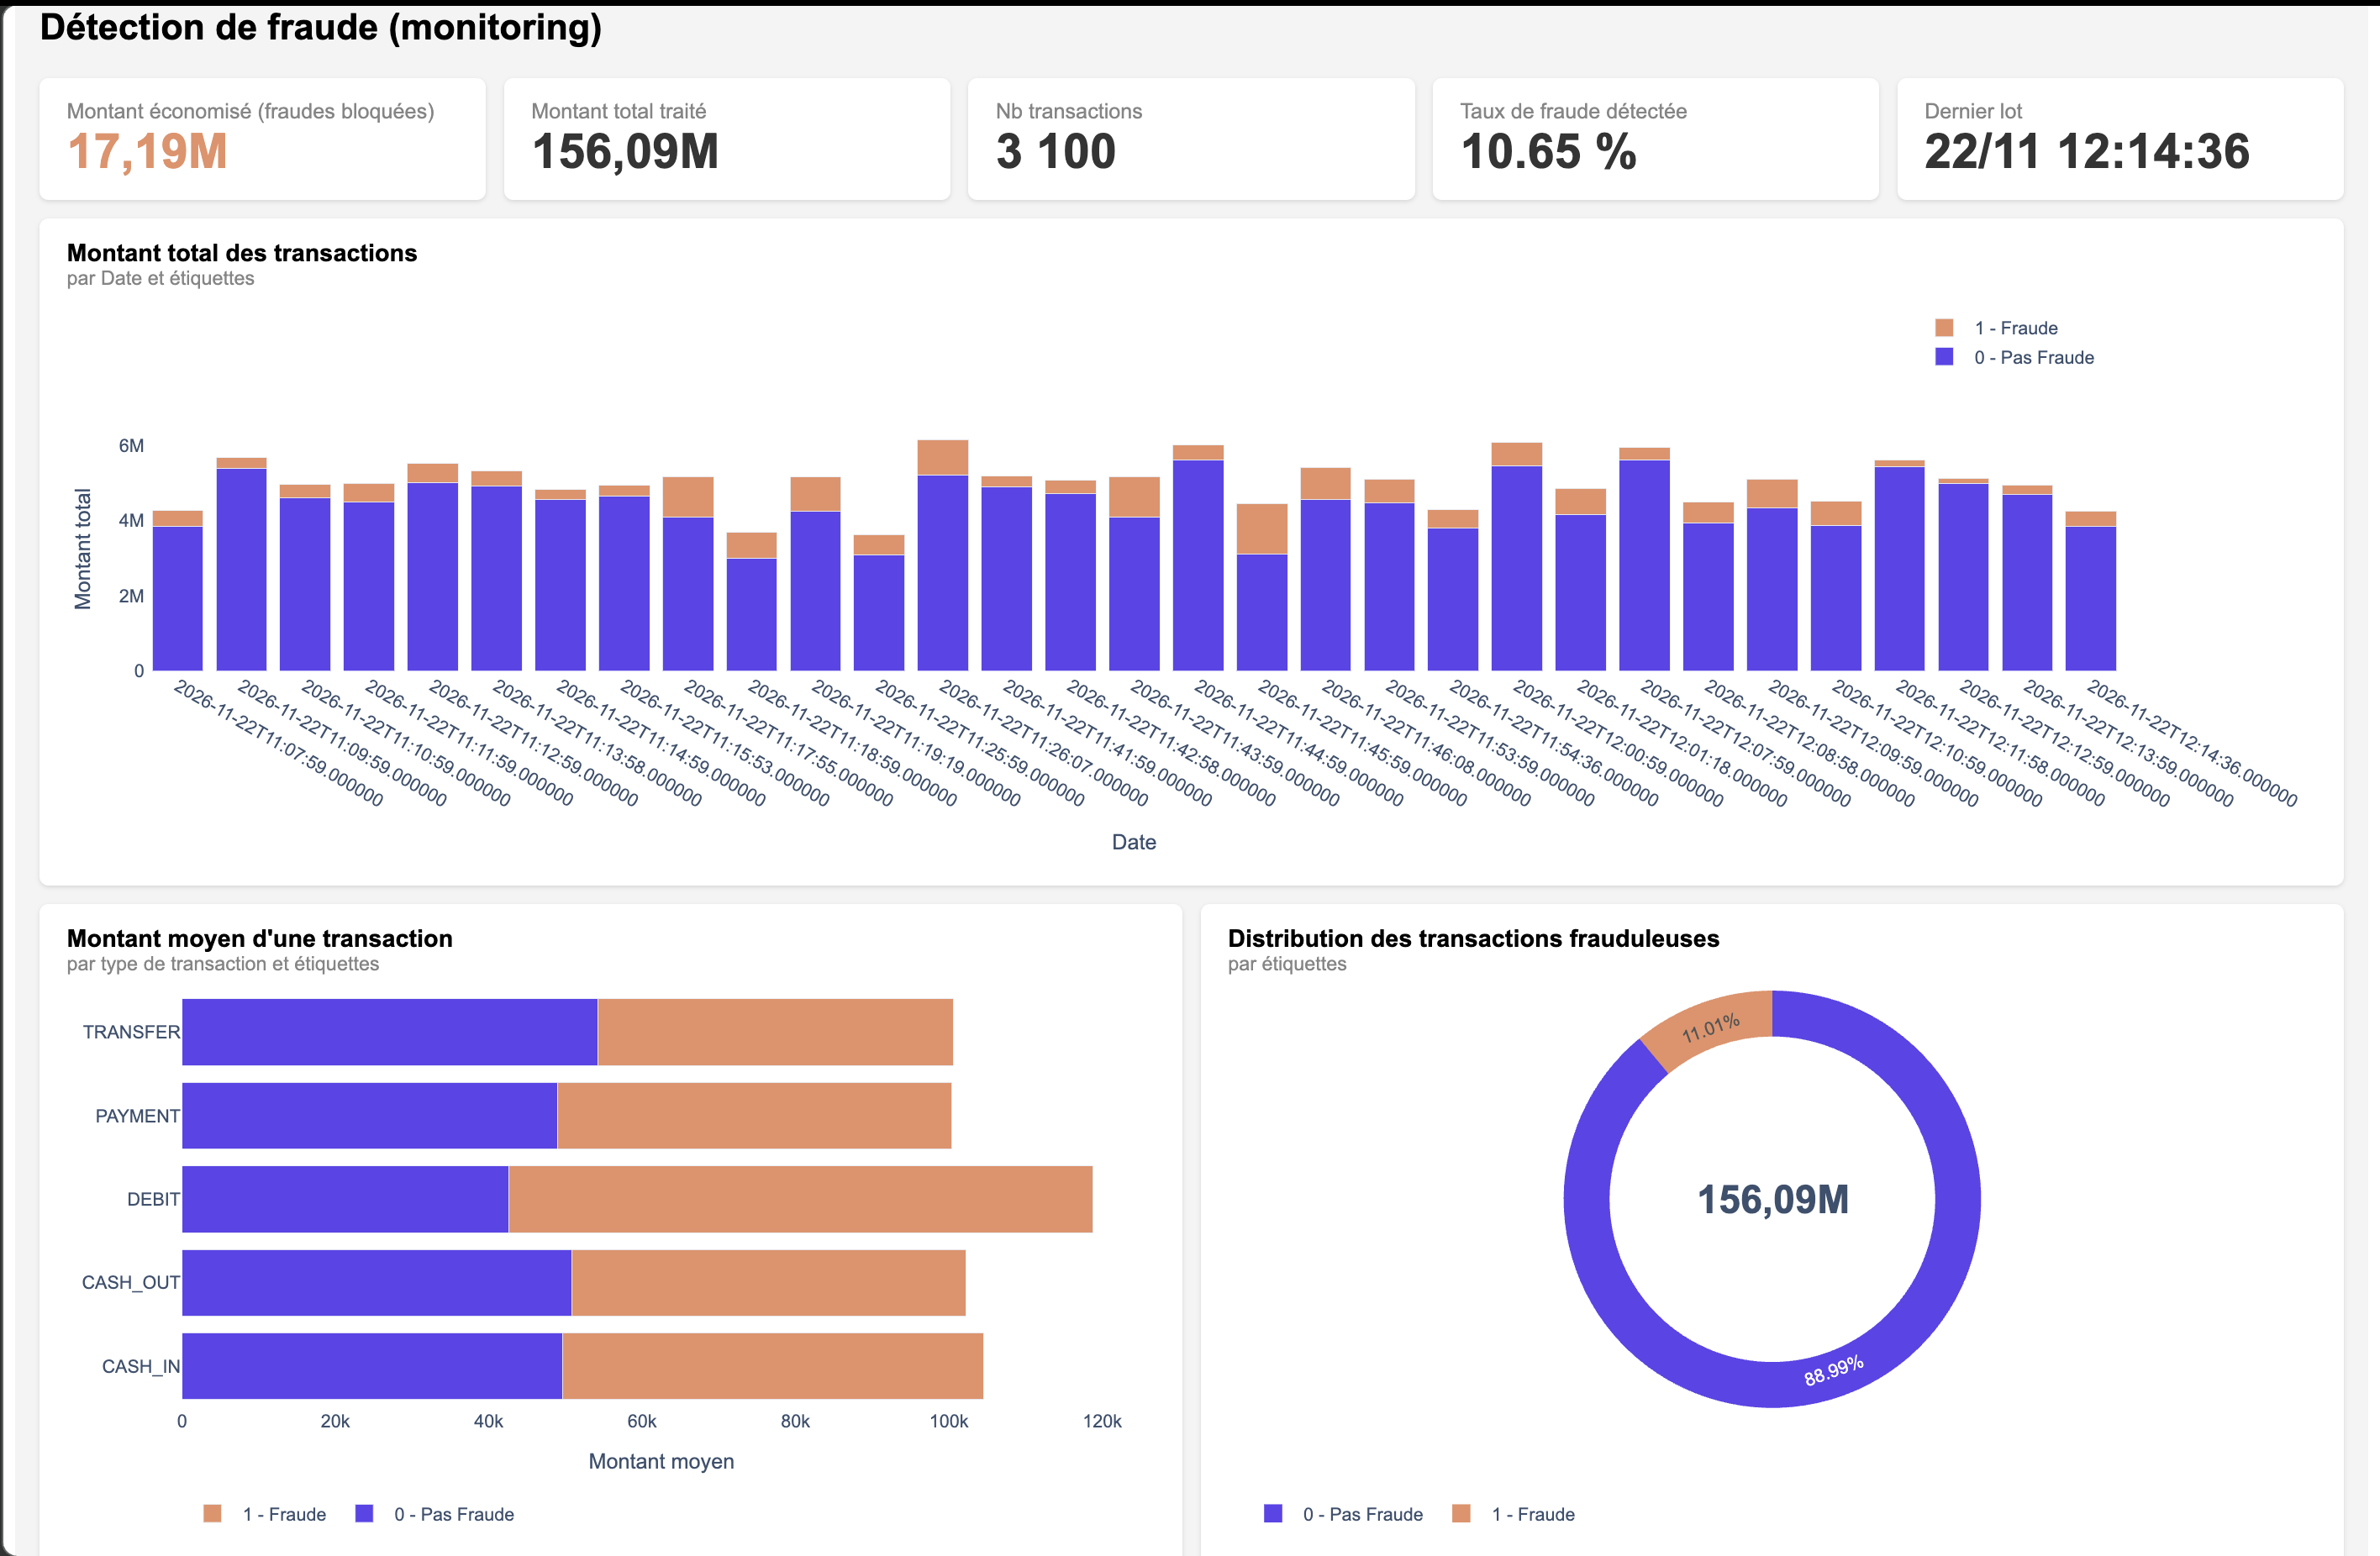 Détection de fraude (monitoring)
Montant économisé (fraudes bloquées)
17,19M
Montant total traité
156,09M
Nb transactions
3 100
Taux de fraude détectée
10.65 %
Dernier lot
22/11 12:14:36
Montant total des transactions
par Date et étiquettes
1 - Fraude
0 - Pas Fraude
Montant total
6M
4M
2M
0
2026-11-22T11:07:59.000000
2026-11-22T11:09:59.000000
2026-11-22T11:10:59.000000
2026-11-22T11:11:59.000000
2026-11-22T11:12:59.000000
2026-11-22T11:13:58.000000
2026-11-22T11:14:59.000000
2026-11-22T11:15:53.000000
2026-11-22T11:17:55.000000
2026-11-22T11:18:59.000000
2026-11-22T11:19:19.000000
2026-11-22T11:25:59.000000
2026-11-22T11:26:07.000000
2026-11-22T11:41:59.000000
2026-11-22T11:42:58.000000
2026-11-22T11:43:59.000000
2026-11-22T11:44:59.000000
2026-11-22T11:45:59.000000
2026-11-22T11:46:08.000000
2026-11-22T11:53:59.000000
2026-11-22T11:54:36.000000
2026-11-22T12:00:59.000000
2026-11-22T12:01:18.000000
2026-11-22T12:07:59.000000
2026-11-22T12:08:58.000000
2026-11-22T12:09:59.000000
2026-11-22T12:10:59.000000
2026-11-22T12:11:58.000000
2026-11-22T12:12:59.000000
2026-11-22T12:13:59.000000
2026-11-22T12:14:36.000000
Date
Montant moyen d'une transaction
par type de transaction et étiquettes
TRANSFER
PAYMENT
DEBIT
CASH_OUT
CASH_IN
0 20k 40k 60k 80k 100k 120k
Montant moyen
1 - Fraude 0 - Pas Fraude
Distribution des transactions frauduleuses
par étiquettes
11.01%
156,09M
88.99%
0 - Pas Fraude 1 - Fraude